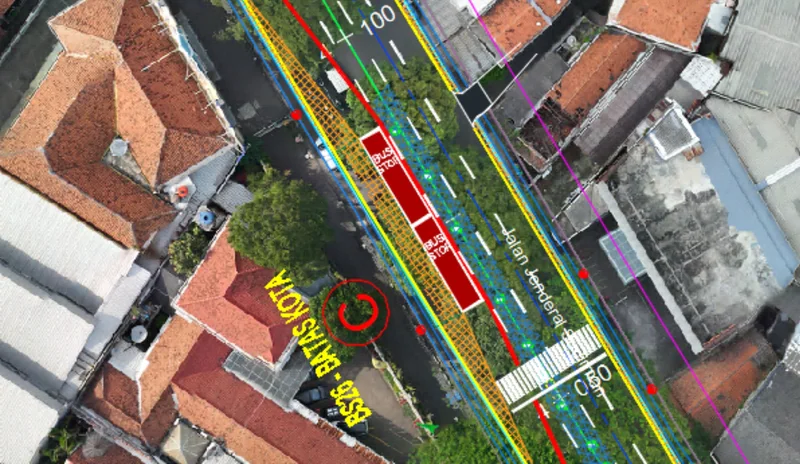 100
BUS
STOP
BUS
STOP
Jalan Jenderal
BS26 - BATAS KOTA
050